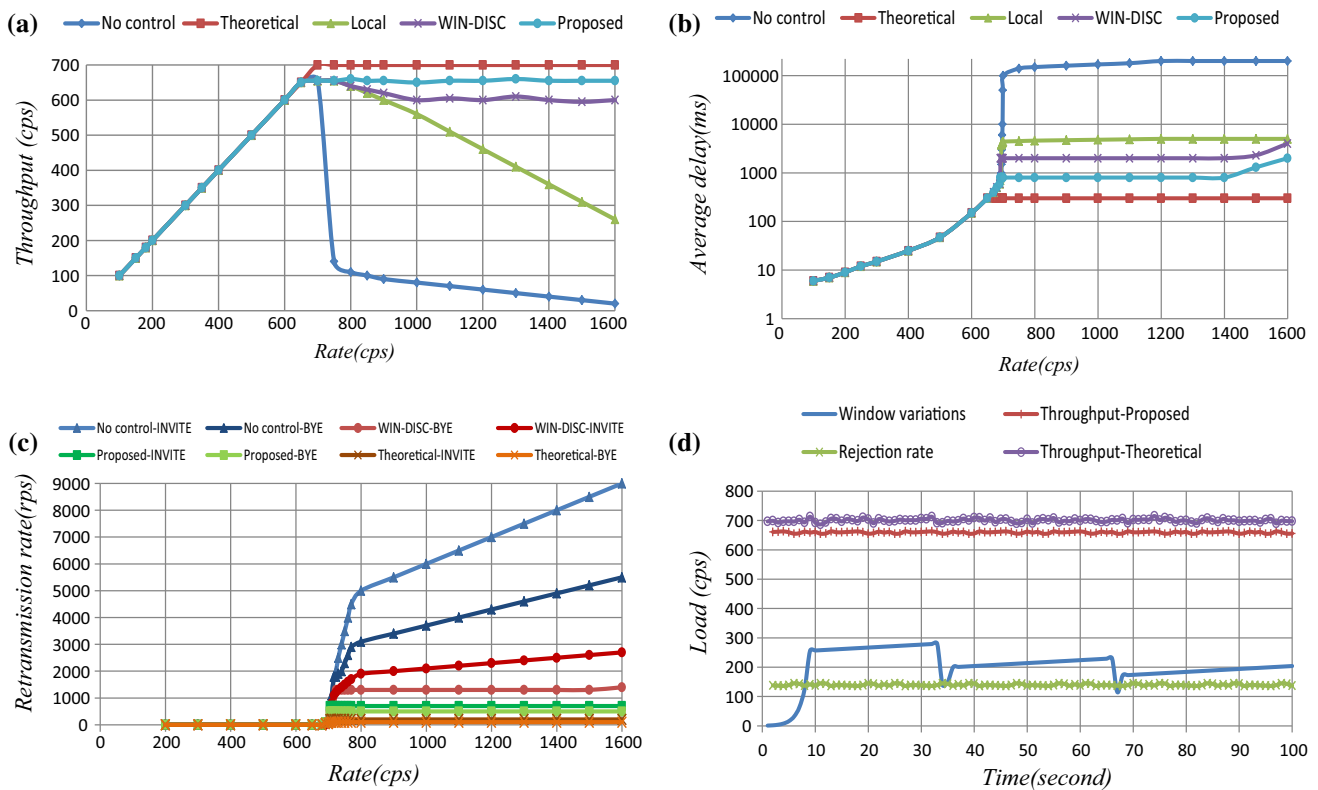 (a)
No control Theoretical Local WIN-DISC Proposed
Throughput (cps)
700
600
500
400
300
200
100
0
0 200 400 600 800 1000 1200 1400 1600
Rate(cps)
(b)
No control Theoretical Local WIN-DISC Proposed
Average delay(ms)
100000
10000
1000
100
10
1
0 200 400 600 800 1000 1200 1400 1600
Rate(cps)
(c)
No control-INVITE No control-BYE WIN-DISC-BYE WIN-DISC-INVITE
Proposed-INVITE Proposed-BYE Theoretical-INVITE Theoretical-BYE
Retransmission rate(rps)
9000
8000
7000
6000
5000
4000
3000
2000
1000
0
0 200 400 600 800 1000 1200 1400 1600
Rate(cps)
(d)
Window variations Throughput-Proposed
Rejection rate Throughput-Theoretical
Load (cps)
800
700
600
500
400
300
200
100
0
0 10 20 30 40 50 60 70 80 90 100
Time(second)